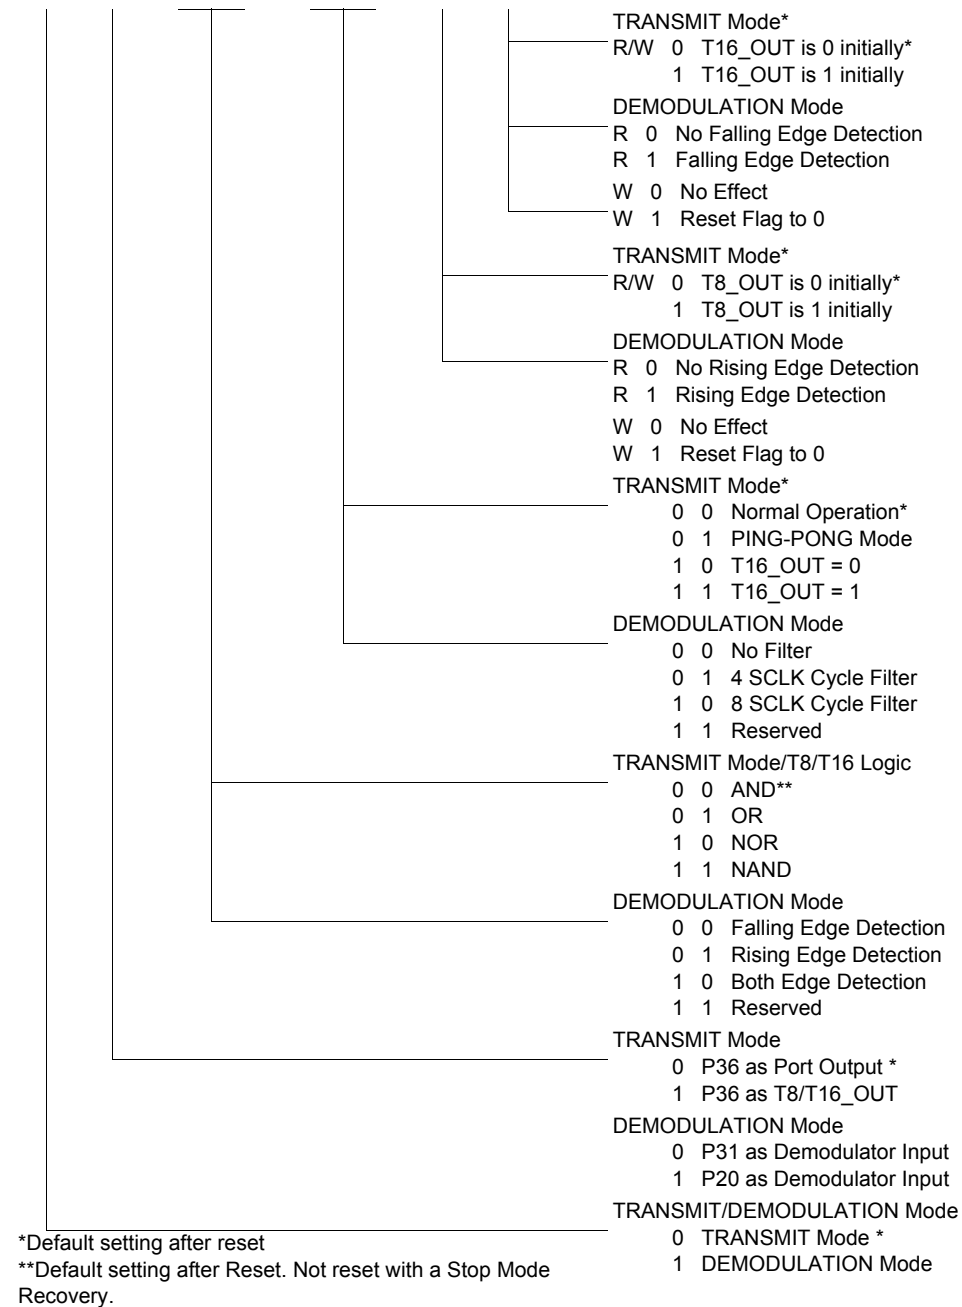 TRANSMIT Mode*
R/W 0 T16_OUT is 0 initially*
1 T16_OUT is 1 initially
DEMODULATION Mode
R 0 No Falling Edge Detection
R 1 Falling Edge Detection
W 0 No Effect
W 1 Reset Flag to 0
TRANSMIT Mode*
R/W 0 T8_OUT is 0 initially*
1 T8_OUT is 1 initially
DEMODULATION Mode
R 0 No Rising Edge Detection
R 1 Rising Edge Detection
W 0 No Effect
W 1 Reset Flag to 0
TRANSMIT Mode*
0 0 Normal Operation*
0 1 PING-PONG Mode
1 0 T16_OUT = 0
1 1 T16_OUT = 1
DEMODULATION Mode
0 0 No Filter
0 1 4 SCLK Cycle Filter
1 0 8 SCLK Cycle Filter
1 1 Reserved
TRANSMIT Mode/T8/T16 Logic
0 0 AND**
0 1 OR
1 0 NOR
1 1 NAND
DEMODULATION Mode
0 0 Falling Edge Detection
0 1 Rising Edge Detection
1 0 Both Edge Detection
1 1 Reserved
TRANSMIT Mode
0 P36 as Port Output *
1 P36 as T8/T16_OUT
DEMODULATION Mode
0 P31 as Demodulator Input
1 P20 as Demodulator Input
TRANSMIT/DEMODULATION Mode
0 TRANSMIT Mode *
1 DEMODULATION Mode
*Default setting after reset
**Default setting after Reset. Not reset with a Stop Mode
Recovery.